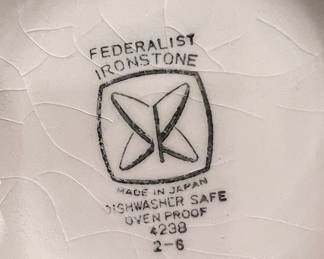 FEDERALIST
IRONSTONE
MADE IN JAPAN
DISHWASHER SAFE
OVEN PROOF
4238
2-6